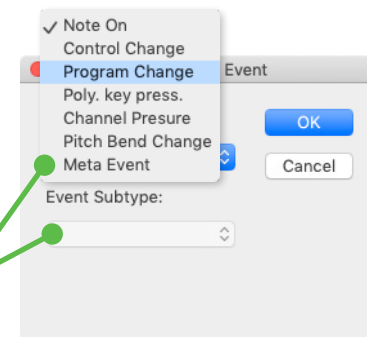 ✓ Note On
Control Change
Program Change
Event
Poly. key press.
Channel Presure
OK
Pitch Bend Change
Meta Event
Cancel
Event Subtype: